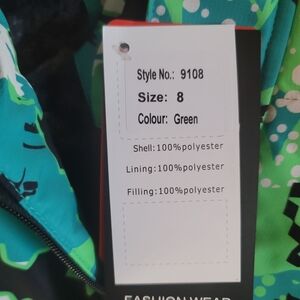 Style No.: 9108
Size: 8
Colour: Green
Shell:100%polyester
Lining:100%polyester
Filling:100%polyester
FASHION WEAR